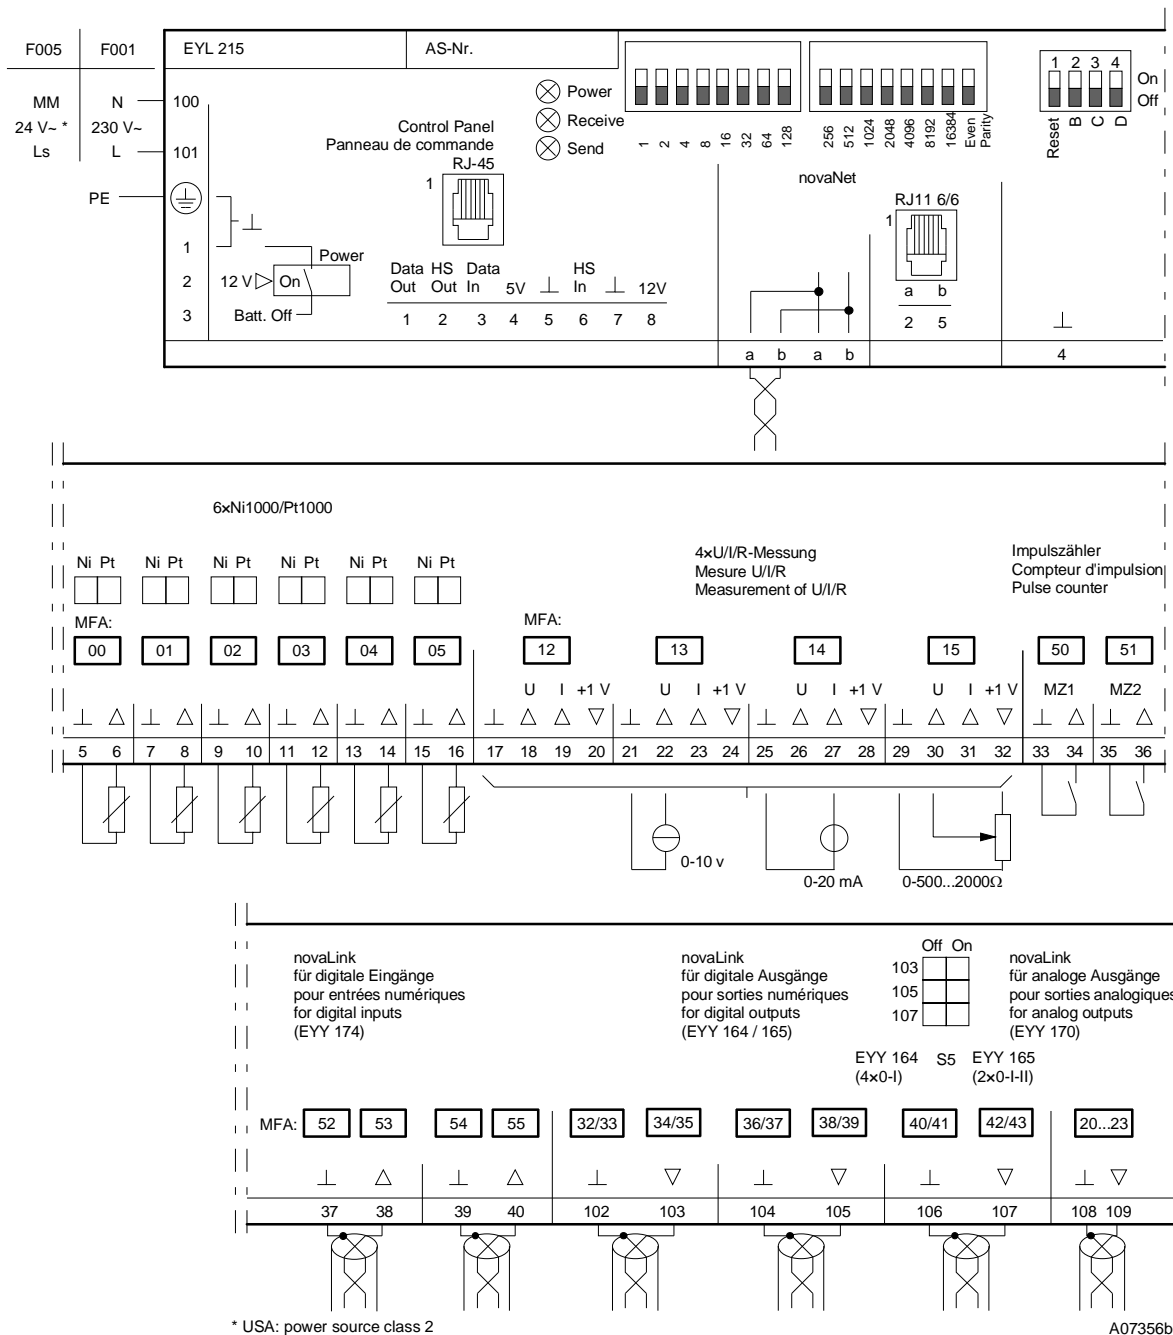 F005 F001 EYL 215 AS-Nr.
MM N 100
24 V~ * 230 V~
Ls L 101
PE
1
2
3
12 V On Power
Batt. Off
Control Panel
Panneau de commande
RJ-45
1
Data HS Data HS
Out Out In 5V In 12V
1 2 3 4 5 6 7 8
Power
Receive
Send
1 2 4 8 16 32 64 128
256 512 1024 2048 4096 8192 16384 Even Parity
1 2 3 4
On
Off
Reset B C D
novaNet
RJ11 6/6
1
a b
2 5
a b a b
4
6×Ni1000/Pt1000
Ni Pt Ni Pt Ni Pt Ni Pt Ni Pt Ni Pt
4×U/I/R-Messung
Mesure U/I/R
Measurement of U/I/R
Impulszähler
Compteur d'impulsion
Pulse counter
MFA: MFA:
00 01 02 03 04 05 12 13 14 15 50 51
U I +1 V U I +1 V U I +1 V U I +1 V MZ1 MZ2
5 6 7 8 9 10 11 12 13 14 15 16 17 18 19 20 21 22 23 24 25 26 27 28 29 30 31 32 33 34 35 36
0-10 v
0-20 mA
0-500...2000Ω
novaLink
für digitale Eingänge
pour entrées numériques
for digital inputs
(EYY 174)
novaLink
für digitale Ausgänge
pour sorties numériques
for digital outputs
(EYY 164 / 165)
Off On
103
105
107
novaLink
für analoge Ausgänge
pour sorties analogiques
for analog outputs
(EYY 170)
EYY 164 S5 EYY 165
(4×0-I) (2×0-I-II)
MFA: 52 53 54 55 32/33 34/35 36/37 38/39 40/41 42/43 20...23
37 38 39 40 102 103 104 105 106 107 108 109
* USA: power source class 2
A07356b